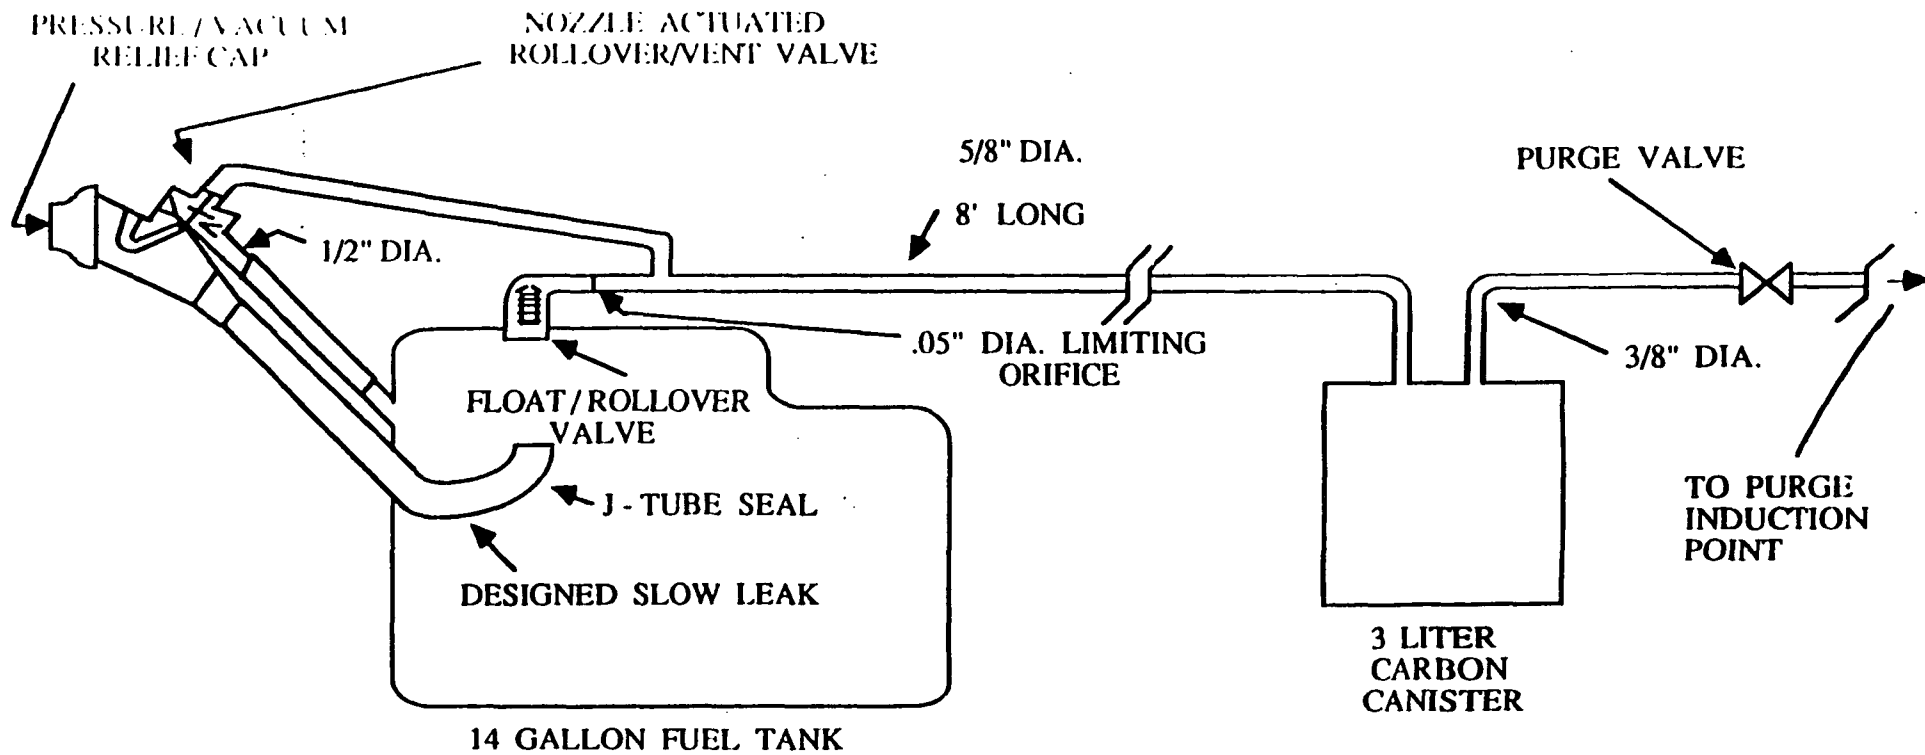 PRESSURE / VACUUM
RELIEF CAP
NOZZLE ACTUATED
ROLLOVER/VENT VALVE
5/8" DIA.
8' LONG
PURGE VALVE
1/2" DIA.
.05" DIA. LIMITING
ORIFICE
3/8" DIA.
FLOAT / ROLLOVER
VALVE
J - TUBE SEAL
TO PURGE
INDUCTION
POINT
DESIGNED SLOW LEAK
3 LITER
CARBON
CANISTER
14 GALLON FUEL TANK